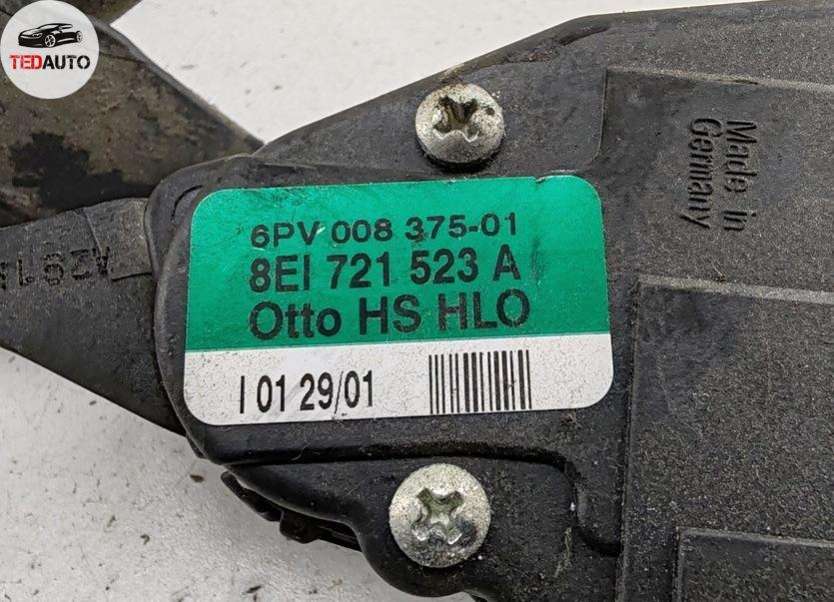 TEDAUTO
Made in
Germany
6PV 008 375-01
8EI 721 523 A
Otto HS HLO
I 01 29/01